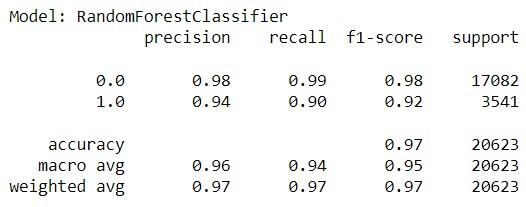 Model: RandomForestClassifier
precision recall f1-score support
0.0 0.98 0.99 0.98 17082
1.0 0.94 0.90 0.92 3541
accuracy 0.97 20623
macro avg 0.96 0.94 0.95 20623
weighted avg 0.97 0.97 0.97 20623